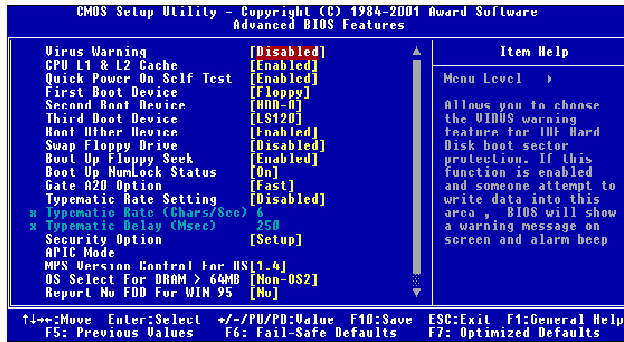 CMOS Setup Utility – Copyright (C) 1984-2001 Award Software
Advanced BIOS Features
Virus Warning [Disabled]
CPU L1 & L2 Cache [Enabled]
Quick Power On Self Test [Enabled]
First Boot Device [Floppy]
Second Boot Device [HDD-0]
Third Boot Device [LS120]
Boot Other Device [Enabled]
Swap Floppy Drive [Disabled]
Boot Up Floppy Seek [Enabled]
Boot Up NumLock Status [On]
Gate A20 Option [Fast]
Typematic Rate Setting [Disabled]
x Typematic Rate (Chars/Sec) 6
x Typematic Delay (Msec) 250
Security Option [Setup]
APIC Mode
MPS Version Control For OS[1.4]
OS Select For DRAM > 64MB [Non-OS2]
Report No FDD For WIN 95 [No]
Item Help
Menu Level ▸
Allows you to choose
the VIRUS warning
feature for IDE Hard
Disk boot sector
protection. If this
function is enabled
and someone attempt to
write data into this
area , BIOS will show
a warning message on
screen and alarm beep
↑↓→←:Move Enter:Select +/-/PU/PD:Value F10:Save ESC:Exit F1:General Help
F5: Previous Values F6: Fail-Safe Defaults F7: Optimized Defaults